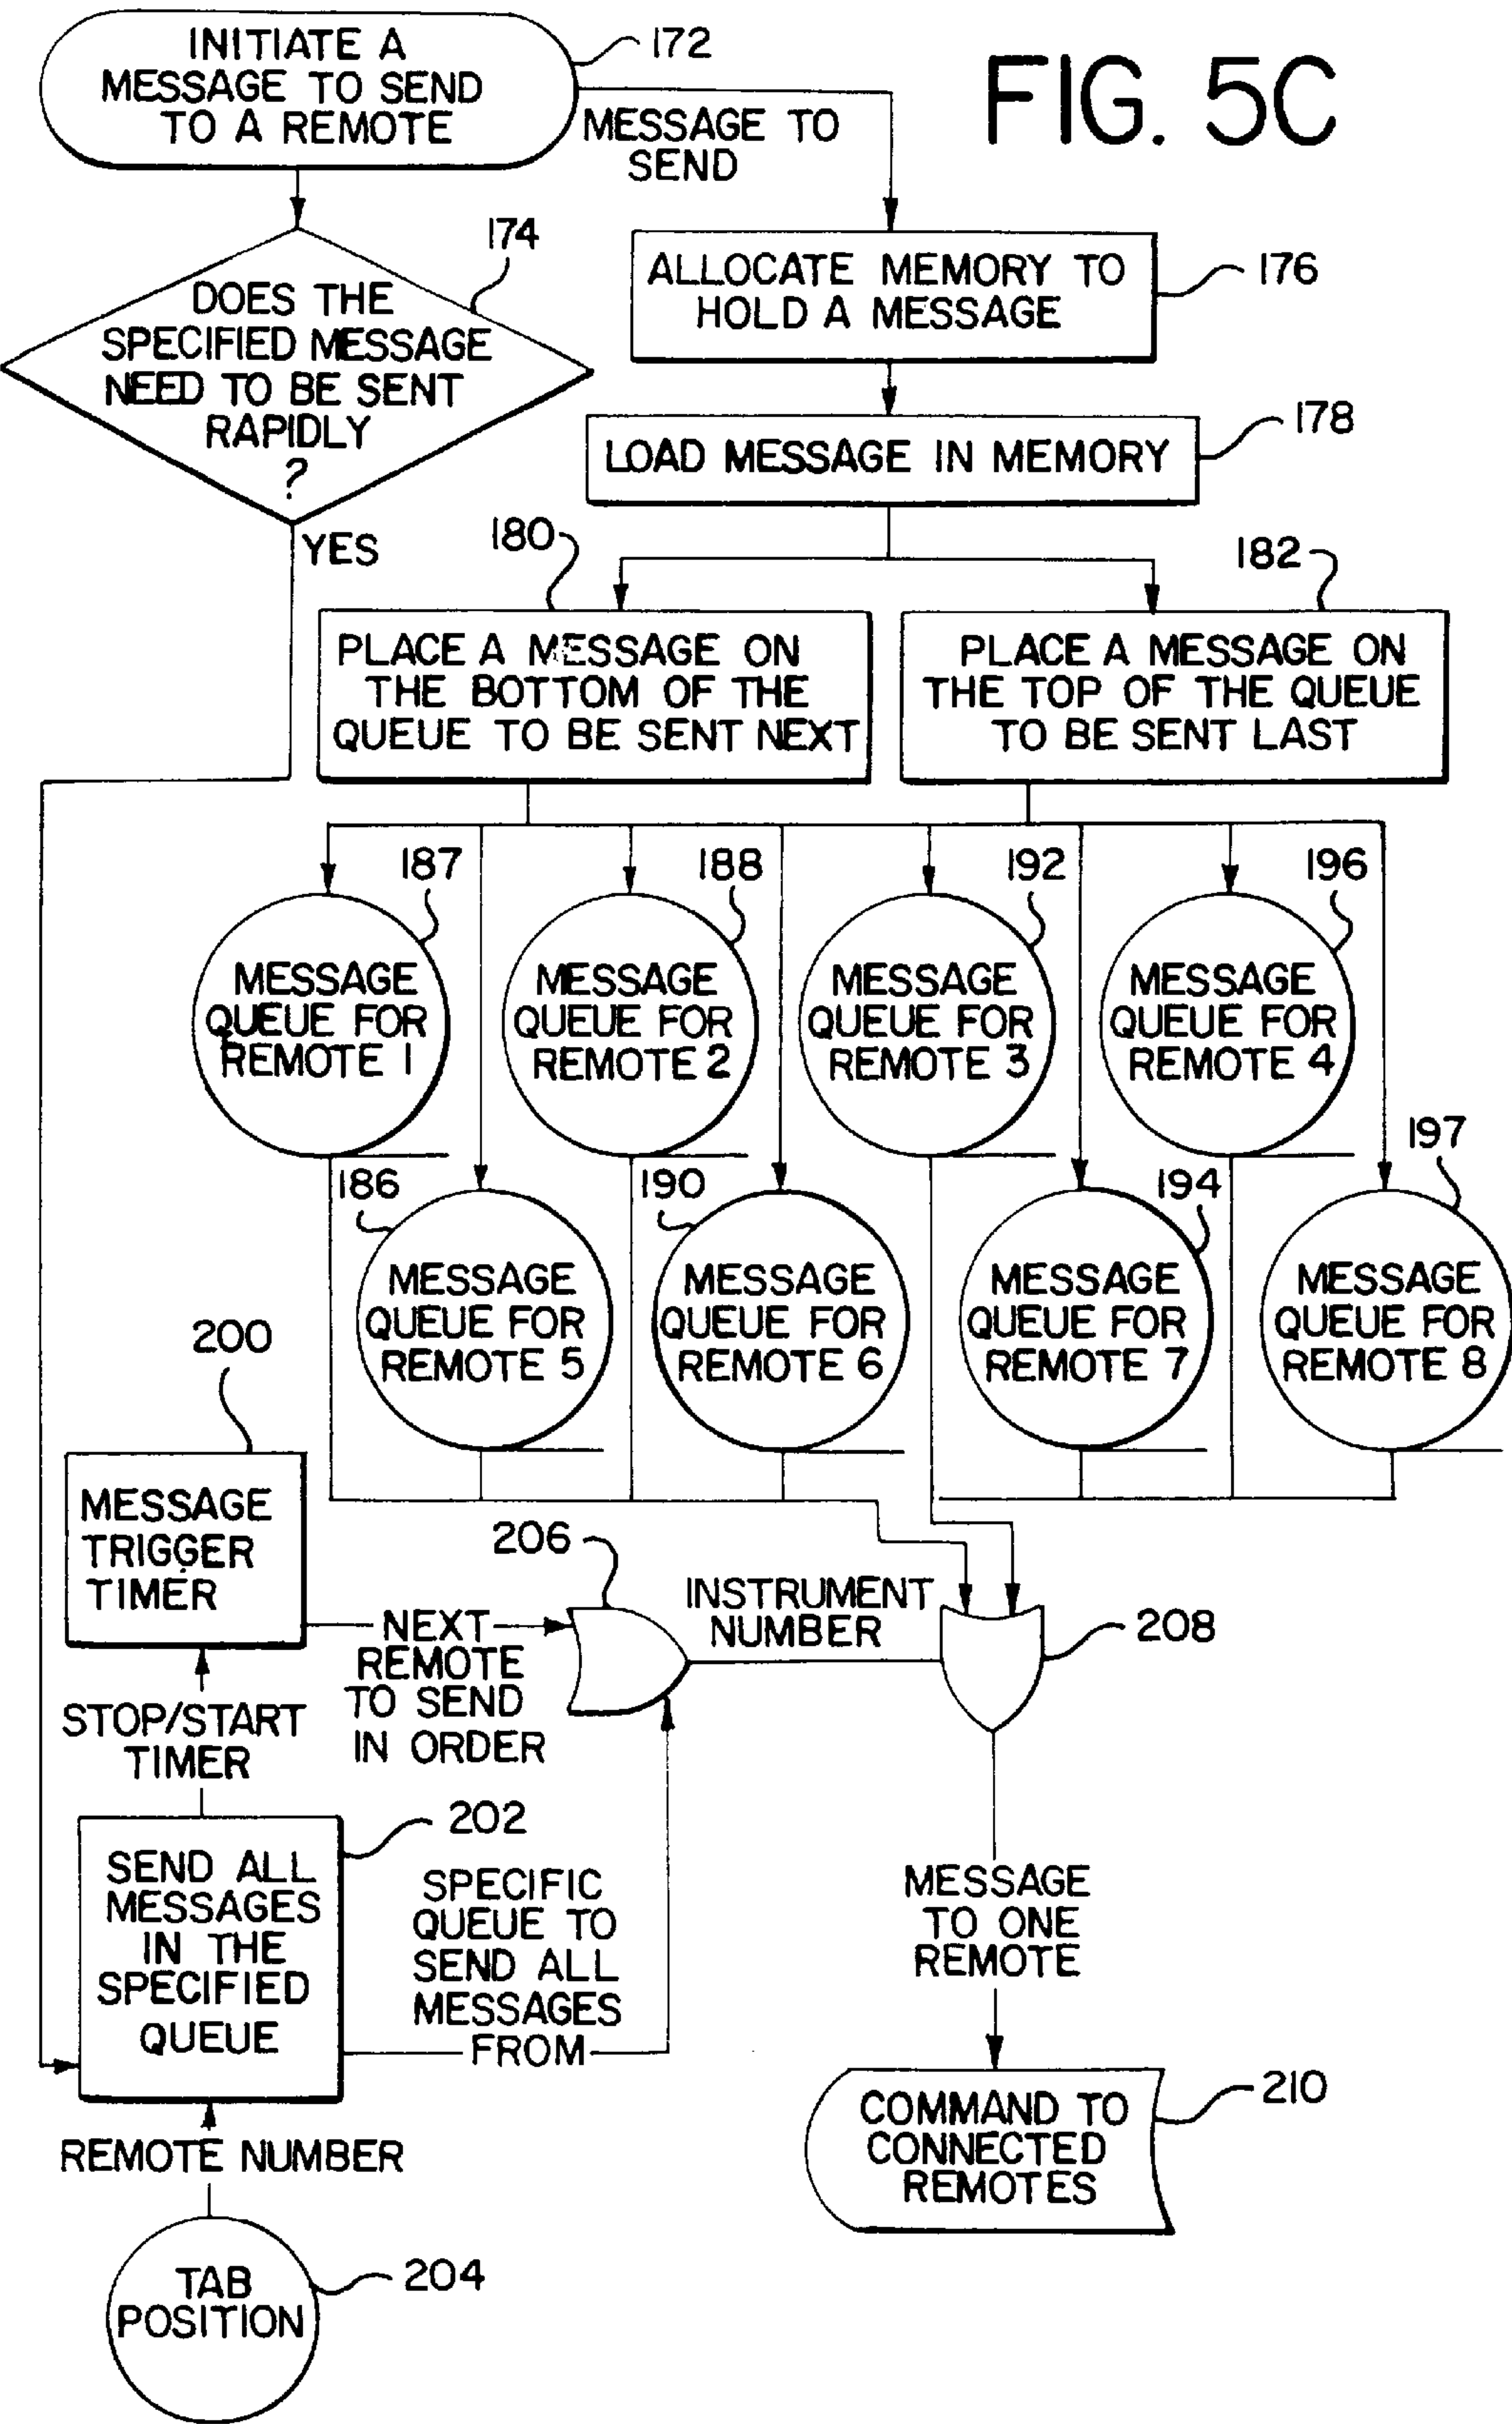 INITIATE A
MESSAGE TO SEND
TO A REMOTE
172
FIG. 5C
MESSAGE TO
SEND
174
DOES THE
SPECIFIED MESSAGE
NEED TO BE SENT
RAPIDLY
?
YES
ALLOCATE MEMORY TO
HOLD A MESSAGE
176
LOAD MESSAGE IN MEMORY
178
180
PLACE A MESSAGE ON
THE BOTTOM OF THE
QUEUE TO BE SENT NEXT
182
PLACE A MESSAGE ON
THE TOP OF THE QUEUE
TO BE SENT LAST
187
MESSAGE
QUEUE FOR
REMOTE 1
188
MESSAGE
QUEUE FOR
REMOTE 2
192
MESSAGE
QUEUE FOR
REMOTE 3
196
MESSAGE
QUEUE FOR
REMOTE 4
186
MESSAGE
QUEUE FOR
REMOTE 5
190
MESSAGE
QUEUE FOR
REMOTE 6
194
MESSAGE
QUEUE FOR
REMOTE 7
197
MESSAGE
QUEUE FOR
REMOTE 8
200
MESSAGE
TRIGGER
TIMER
NEXT
REMOTE
TO SEND
IN ORDER
206
INSTRUMENT
NUMBER
208
STOP/START
TIMER
202
SEND ALL
MESSAGES
IN THE
SPECIFIED
QUEUE
SPECIFIC
QUEUE TO
SEND ALL
MESSAGES
FROM
MESSAGE
TO ONE
REMOTE
COMMAND TO
CONNECTED
REMOTES
210
REMOTE NUMBER
TAB
POSITION
204